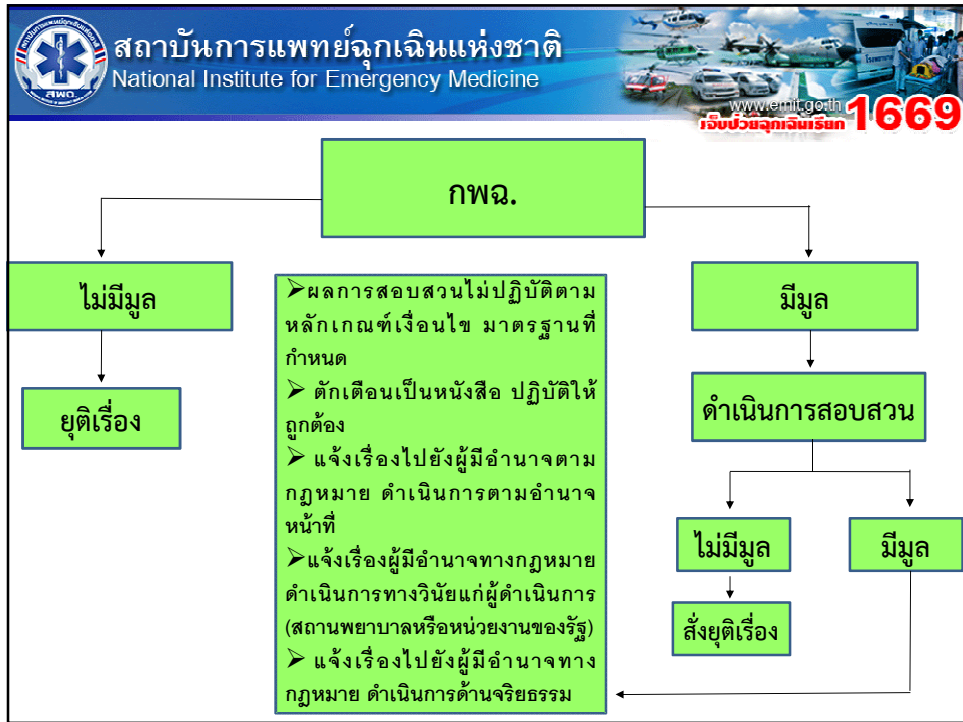 สถาบันการแพทย์ฉุกเฉินแห่งชาติ
National Institute for Emergency Medicine
สพฉ.
โรงพยาบาล
www.emit.go.th
เจ็บป่วยฉุกเฉินเรียก 1669
กพฉ.
ไม่มีมูล
ยุติเรื่อง
➤ผลการสอบสวนไม่ปฏิบัติตาม
หลักเกณฑ์เงื่อนไข มาตรฐานที่
กำหนด
➤ ตักเตือนเป็นหนังสือ ปฏิบัติให้
ถูกต้อง
➤ แจ้งเรื่องไปยังผู้มีอำนาจตาม
กฎหมาย ดำเนินการตามอำนาจ
หน้าที่
➤แจ้งเรื่องผู้มีอำนาจทางกฎหมาย
ดำเนินการทางวินัยแก่ผู้ดำเนินการ
(สถานพยาบาลหรือหน่วยงานของรัฐ)
➤ แจ้งเรื่องไปยังผู้มีอำนาจทาง
กฎหมาย ดำเนินการด้านจริยธรรม
มีมูล
ดำเนินการสอบสวน
ไม่มีมูล
มีมูล
สั่งยุติเรื่อง